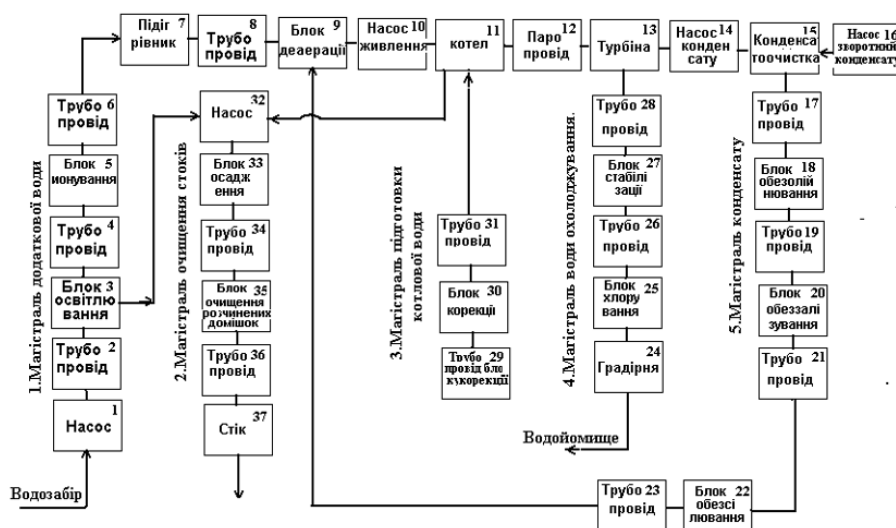 Підіг 7
рівник
8
Трубо
провід
Блок 9
деаерації
Насос 10
живлення
11
котел
12
Паро
провід
13
Турбіна
Насос 14
конден
сату
15
Конденса
тоочистка
Насос 16
зворотний
конденсату
Трубо 6
провід
Блок 5
ионування
Трубо 4
провід
Блок 3
освітлю
вання
Трубо 2
провід
1
Насос
Водозабір
1.Магістраль додаткової води
32
Насос
Блок 33
осадж
ення
Трубо 34
провід
Блок 35
очищення
розчинених
домішок
Трубо 36
провід
37
Стік
2.Магістраль очищення стоків
Трубо 31
провід
Блок 30
корекції
Трубо 29
провід бло
кукорекції
3.Магістраль підготовки
котлової води
Трубо 28
провід
Блок 27
стабілі
зації
Трубо 26
провід
Блок 25
хлору
вання
24
Градірня
Водойомище
4.Магістраль води охолоджування.
Трубо 17
провід
Блок 18
обезолій
нювання
Трубо19
провід
Блок 20
обеззалі
зування
Трубо 21
провід
5.Магістраль конденсату
Трубо 23
провід
Блок 22
обезсі
лювання